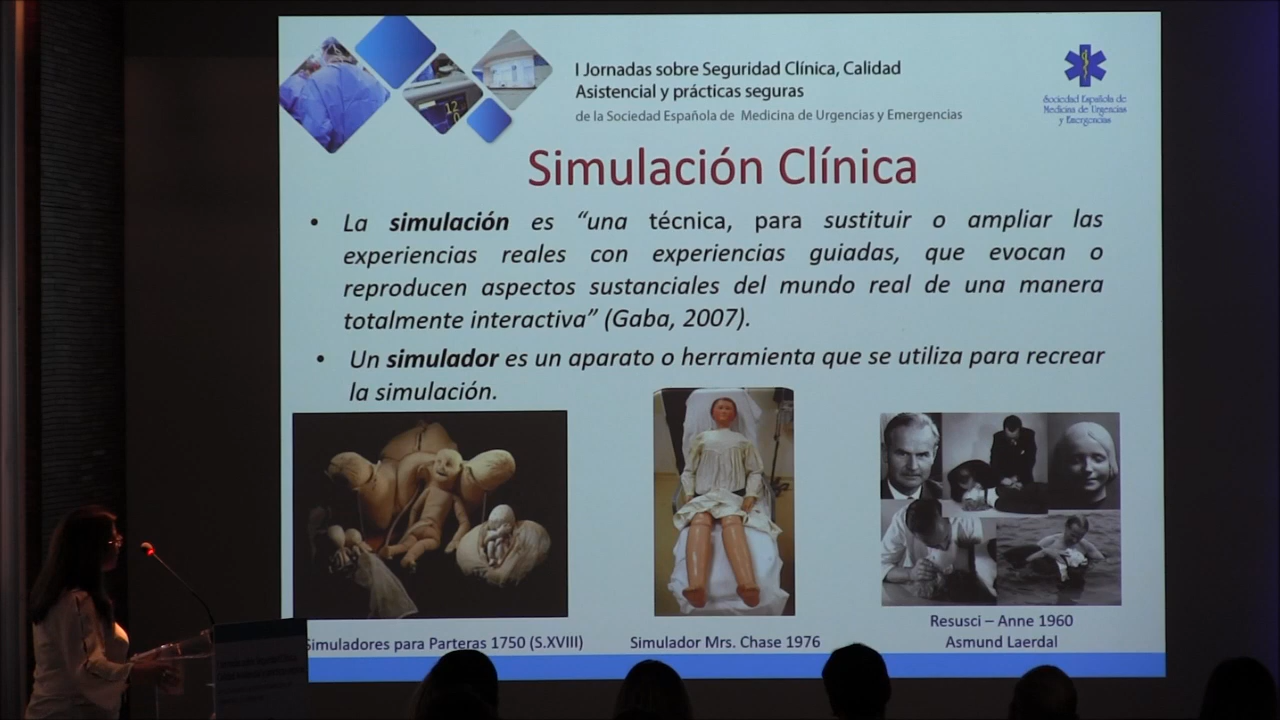 I Jornadas sobre Seguridad Clínica, Calidad
Asistencial y prácticas seguras
de la Sociedad Española de Medicina de Urgencias y Emergencias
Sociedad Española de
Medicina de Urgencias
y Emergencias
Simulación Clínica
• La simulación es “una técnica, para sustituir o ampliar las
experiencias reales con experiencias guiadas, que evocan o
reproducen aspectos sustanciales del mundo real de una manera
totalmente interactiva” (Gaba, 2007).
• Un simulador es un aparato o herramienta que se utiliza para recrear
la simulación.
Simuladores para Parteras 1750 (S.XVIII)
Simulador Mrs. Chase 1976
Resusci – Anne 1960
Asmund Laerdal